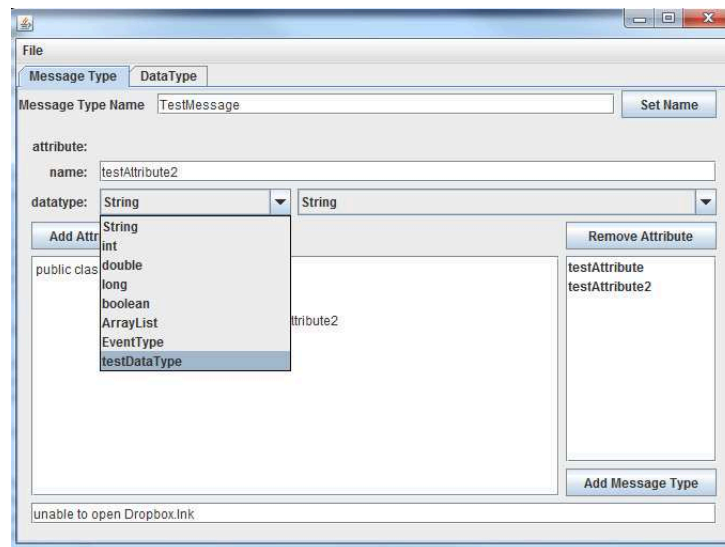 File
Message Type DataType
Message Type Name TestMessage Set Name
attribute:
name: testAttribute2
datatype: String String
String
Add Attr Remove Attribute
int
public clas double testAttribute
long testAttribute2
boolean
ArrayList ttribute2
EventType
testDataType
Add Message Type
unable to open Dropbox.lnk